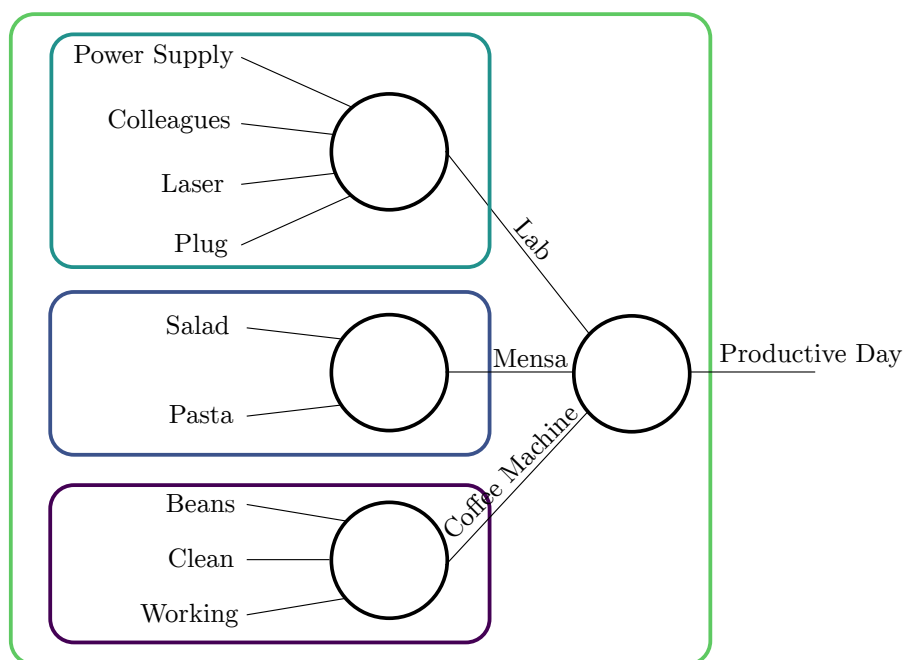 Power Supply
Colleagues
Laser
Plug
Lab
Salad
Pasta
Mensa
Productive Day
Beans
Clean
Working
Coffee Machine